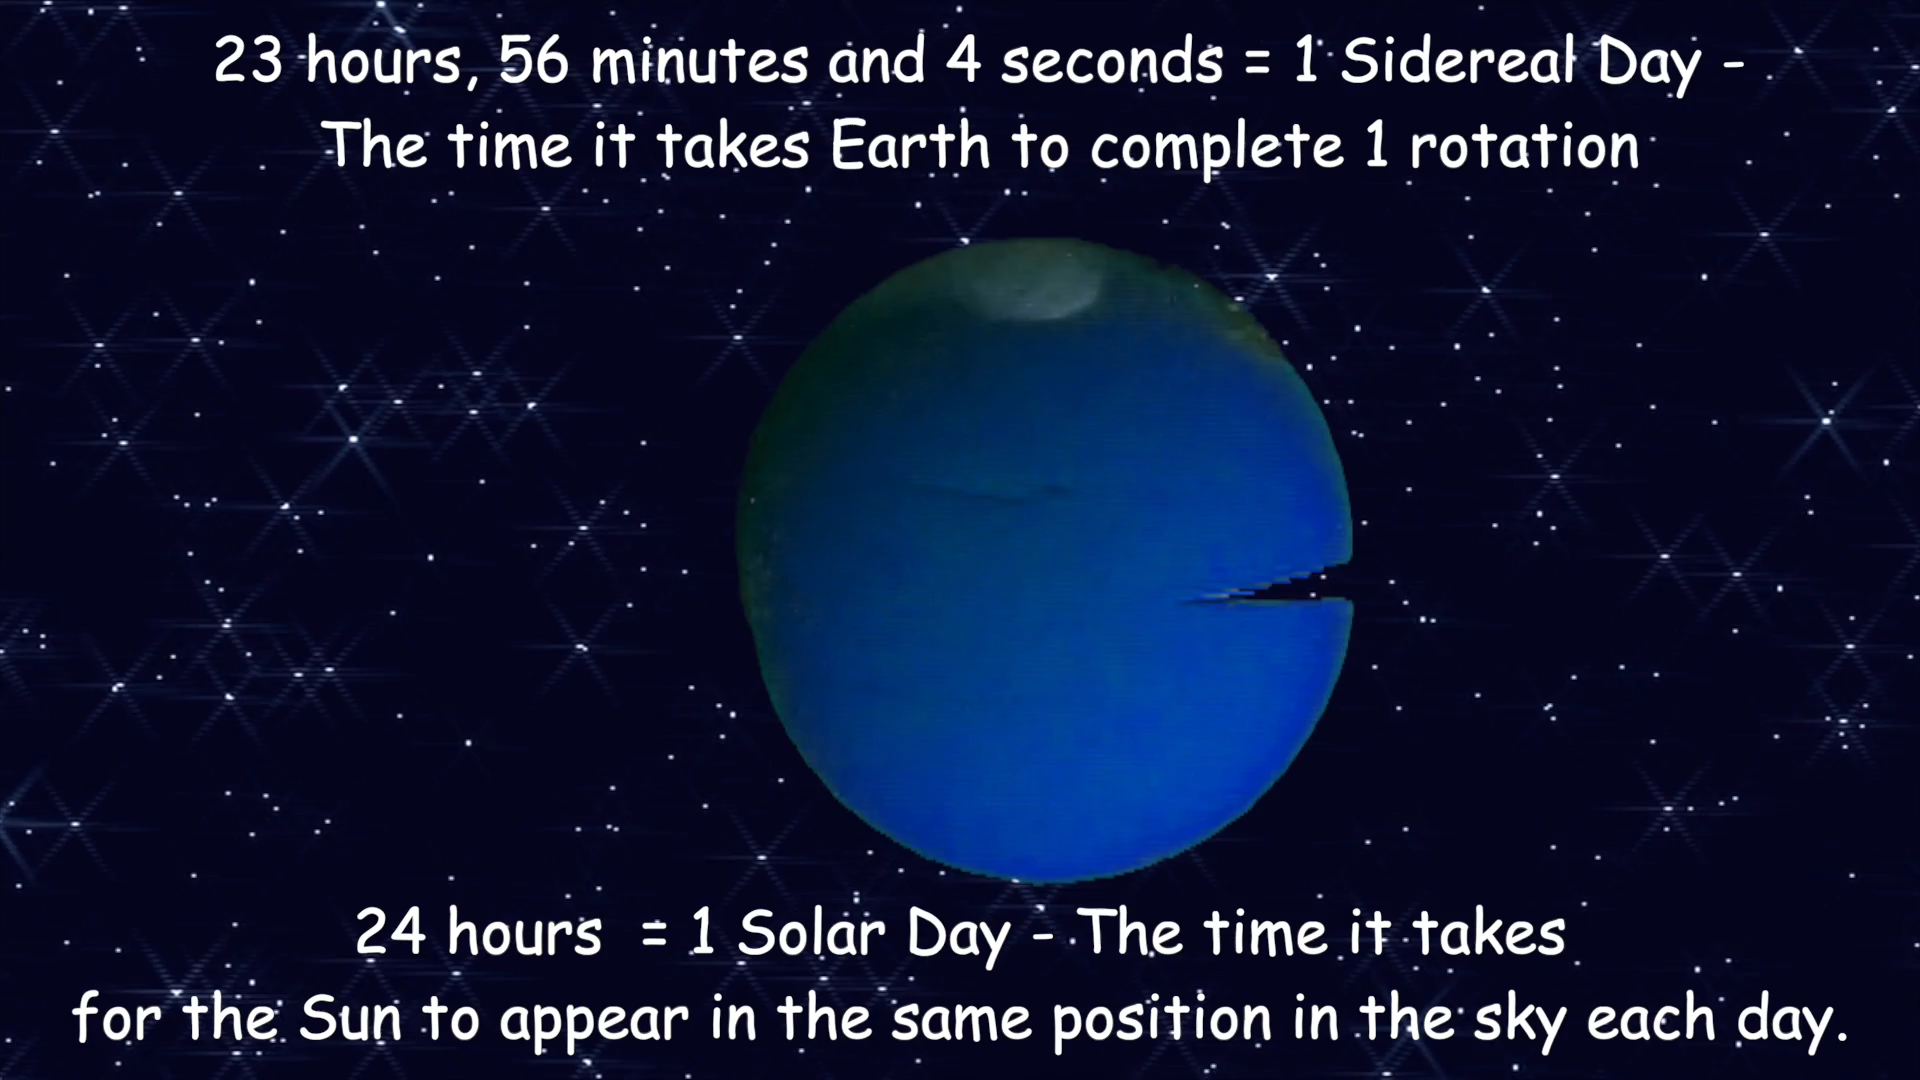 23 hours, 56 minutes and 4 seconds = 1 Sidereal Day -
The time it takes Earth to complete 1 rotation
24 hours  = 1 Solar Day - The time it takes
for the Sun to appear in the same position in the sky each day.